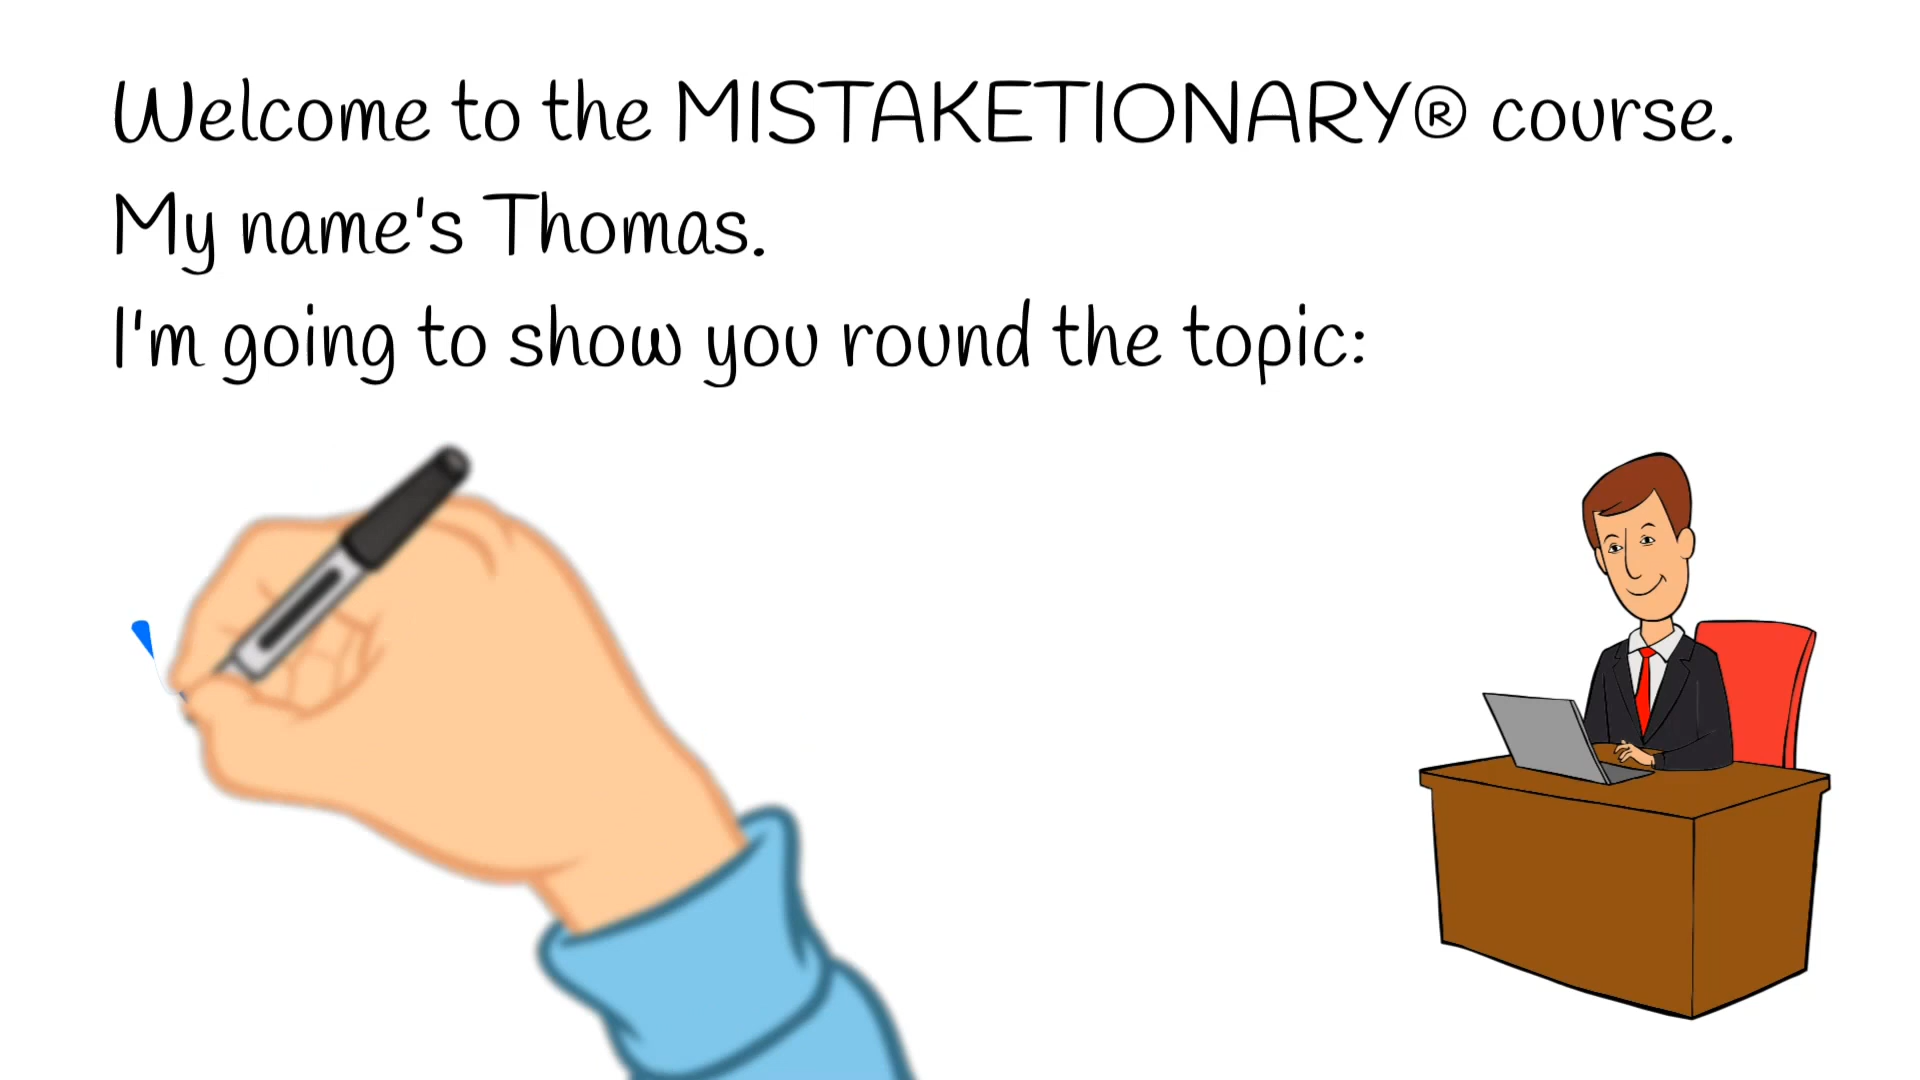 Welcome to the MISTAKETIONARY® course.
My name's Thomas.
I'm going to show you round the topic: